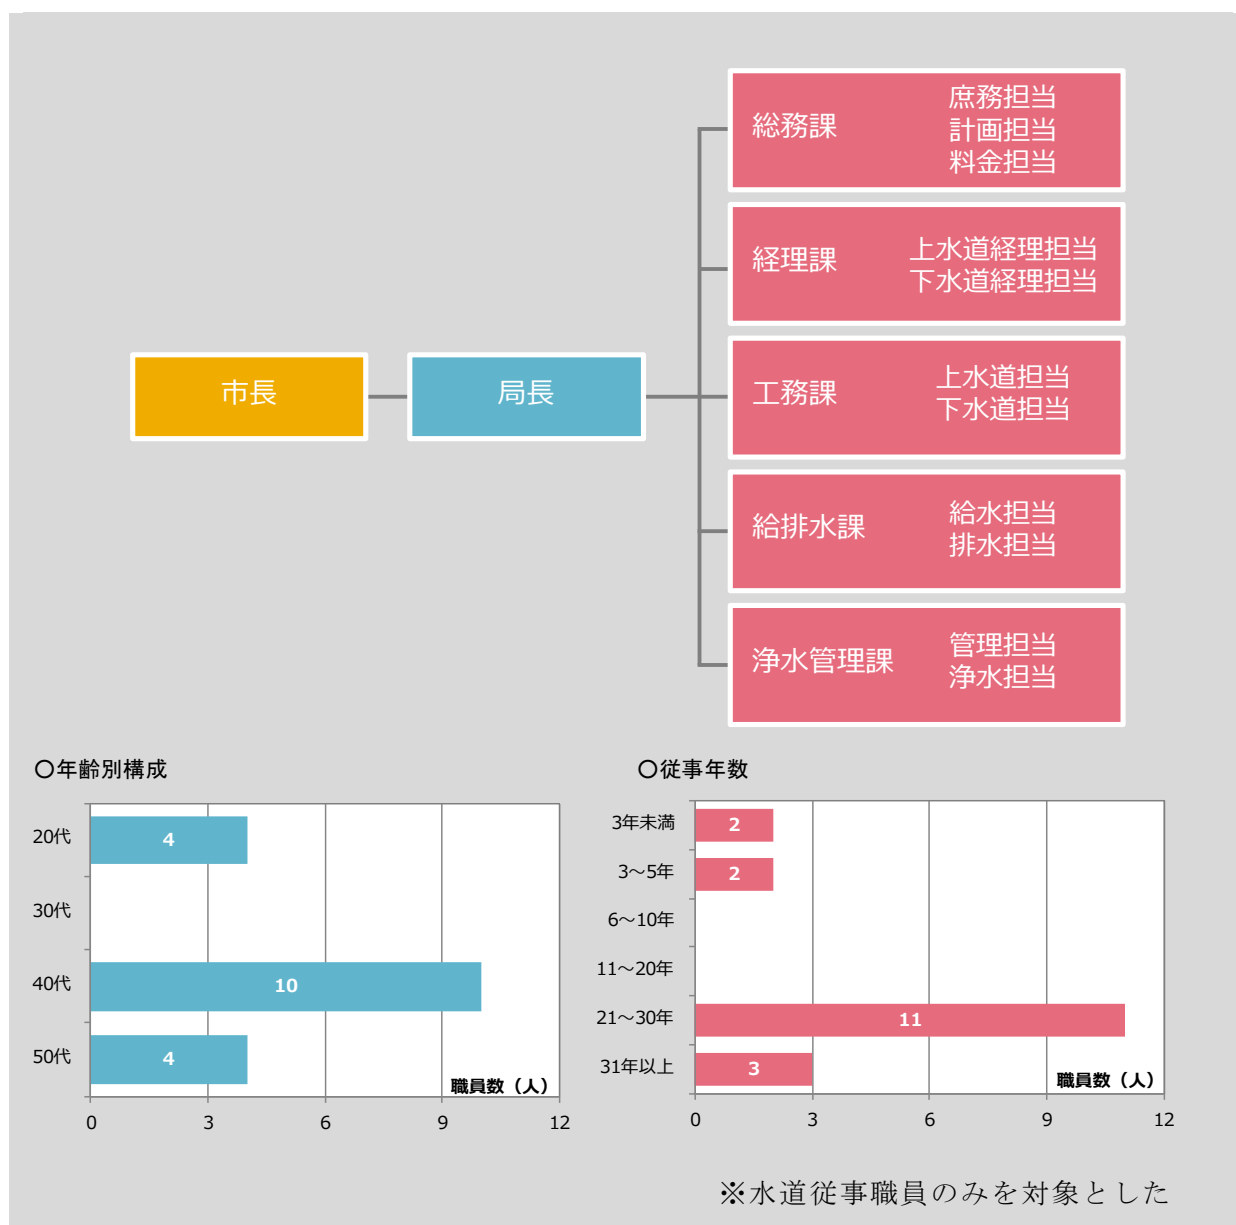 市長
局長
総務課
庶務担当
計画担当
料金担当
経理課
上水道経理担当
下水道経理担当
工務課
上水道担当
下水道担当
給排水課
給水担当
排水担当
浄水管理課
管理担当
浄水担当
〇年齢別構成
20代
4
30代
40代
10
50代
4
職員数（人）
0 3 6 9 12
〇従事年数
3年未満
2
3～5年
2
6～10年
11～20年
21～30年
11
31年以上
3
職員数（人）
0 3 6 9 12
※水道従事職員のみを対象とした